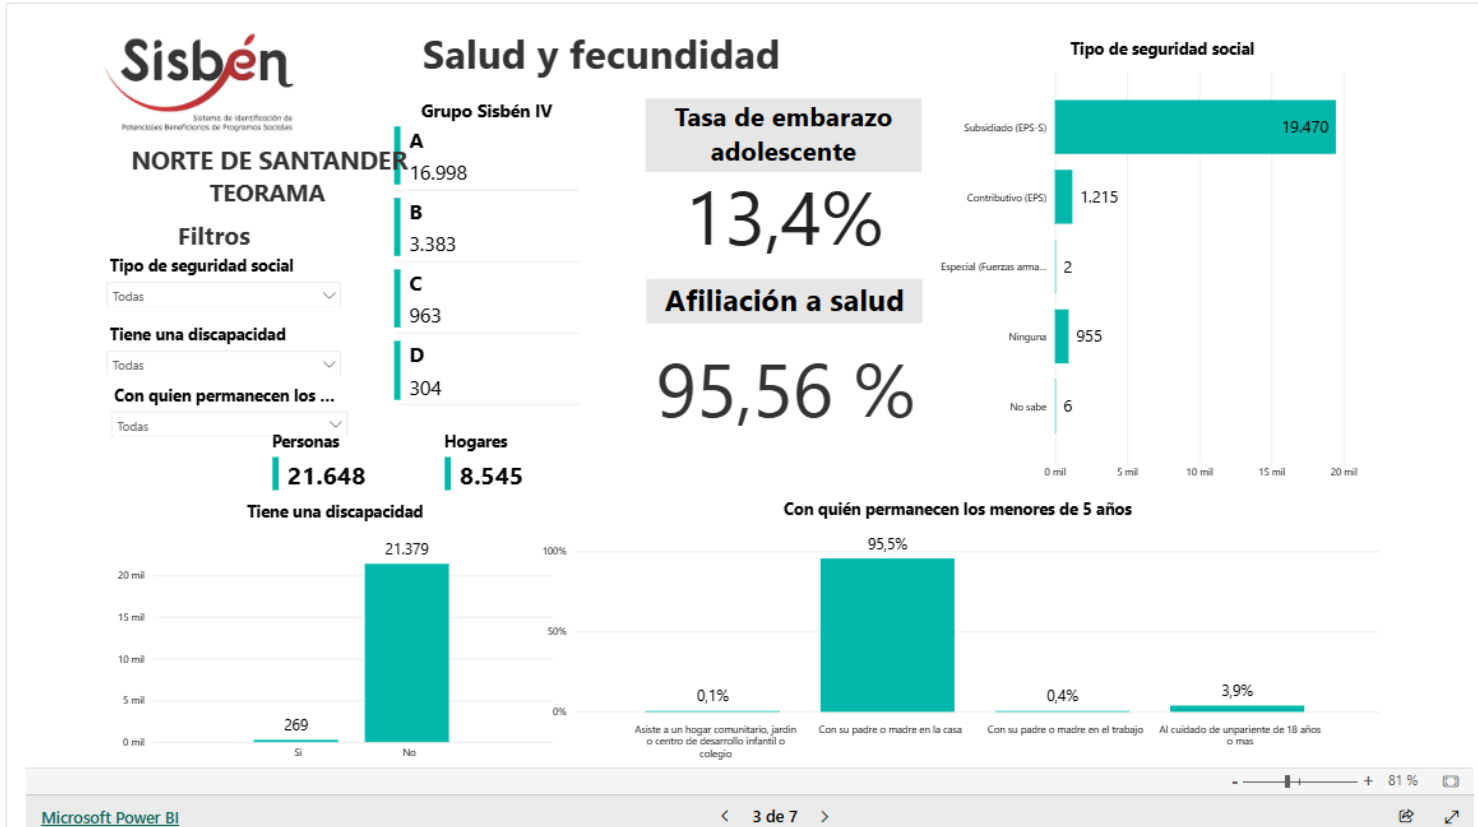 Sisbén
Sistema de Identificación de
Potenciales Beneficiarios de Programas Sociales
NORTE DE SANTANDER
TEORAMA
Filtros
Tipo de seguridad social
Todas
Tiene una discapacidad
Todas
Con quien permanecen los ...
Todas
Salud y fecundidad
Grupo Sisbén IV
A
16.998
B
3.383
C
963
D
304
Personas
21.648
Hogares
8.545
Tasa de embarazo
adolescente
13,4%
Afiliación a salud
95,56 %
Tipo de seguridad social
Subsidiado (EPS-S)
19.470
Contributivo (EPS)
1.215
Especial (Fuerzas arma...
2
Ninguna
955
No sabe
6
0 mil
5 mil
10 mil
15 mil
20 mil
Tiene una discapacidad
20 mil
15 mil
10 mil
5 mil
0 mil
269
21.379
Si
No
Con quién permanecen los menores de 5 años
100%
50%
0%
0,1%
95,5%
0,4%
3,9%
Asiste a un hogar comunitario, jardin
o centro de desarrollo infantil o
colegio
Con su padre o madre en la casa
Con su padre o madre en el trabajo
Al cuidado de unpariente de 18 años
o mas
- + 81 %
Microsoft Power BI
< 3 de 7 >